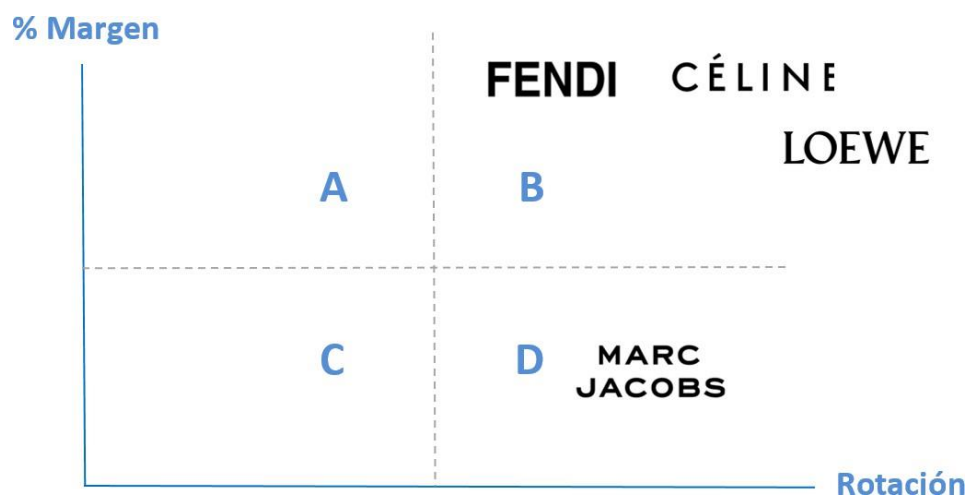 % Margen
FENDI CÉLINE
LOEWE
A B
C D MARC
JACOBS
Rotación